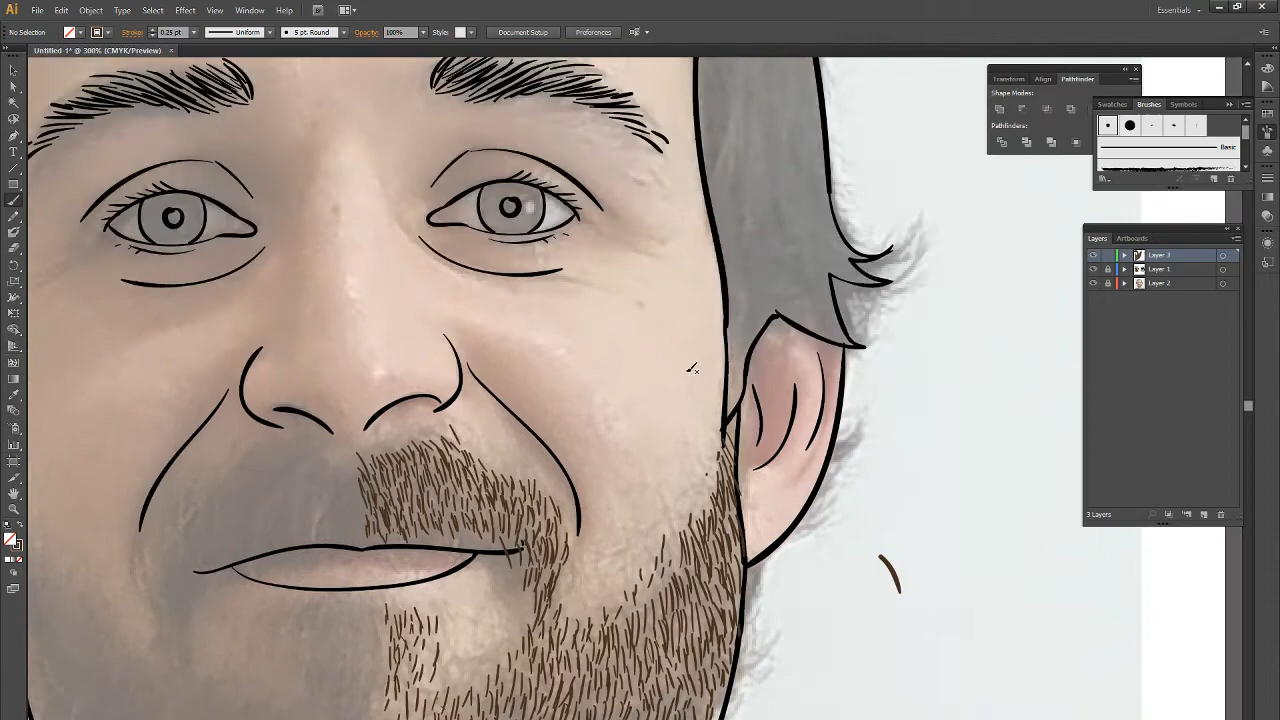 Ai File Edit Object Type Select Effect View Window Help Br Essentials
No Selection Stroke: 0.25 pt Uniform 5 pt. Round Opacity: 100% Style: Document Setup Preferences
Untitled-1* @ 300% (CMYK/Preview)
Transform Align Pathfinder
Shape Modes:
Pathfinders:
Swatches Brushes Symbols
Basic
Layers Artboards
Layer 3
Layer 1
Layer 2
3 Layers